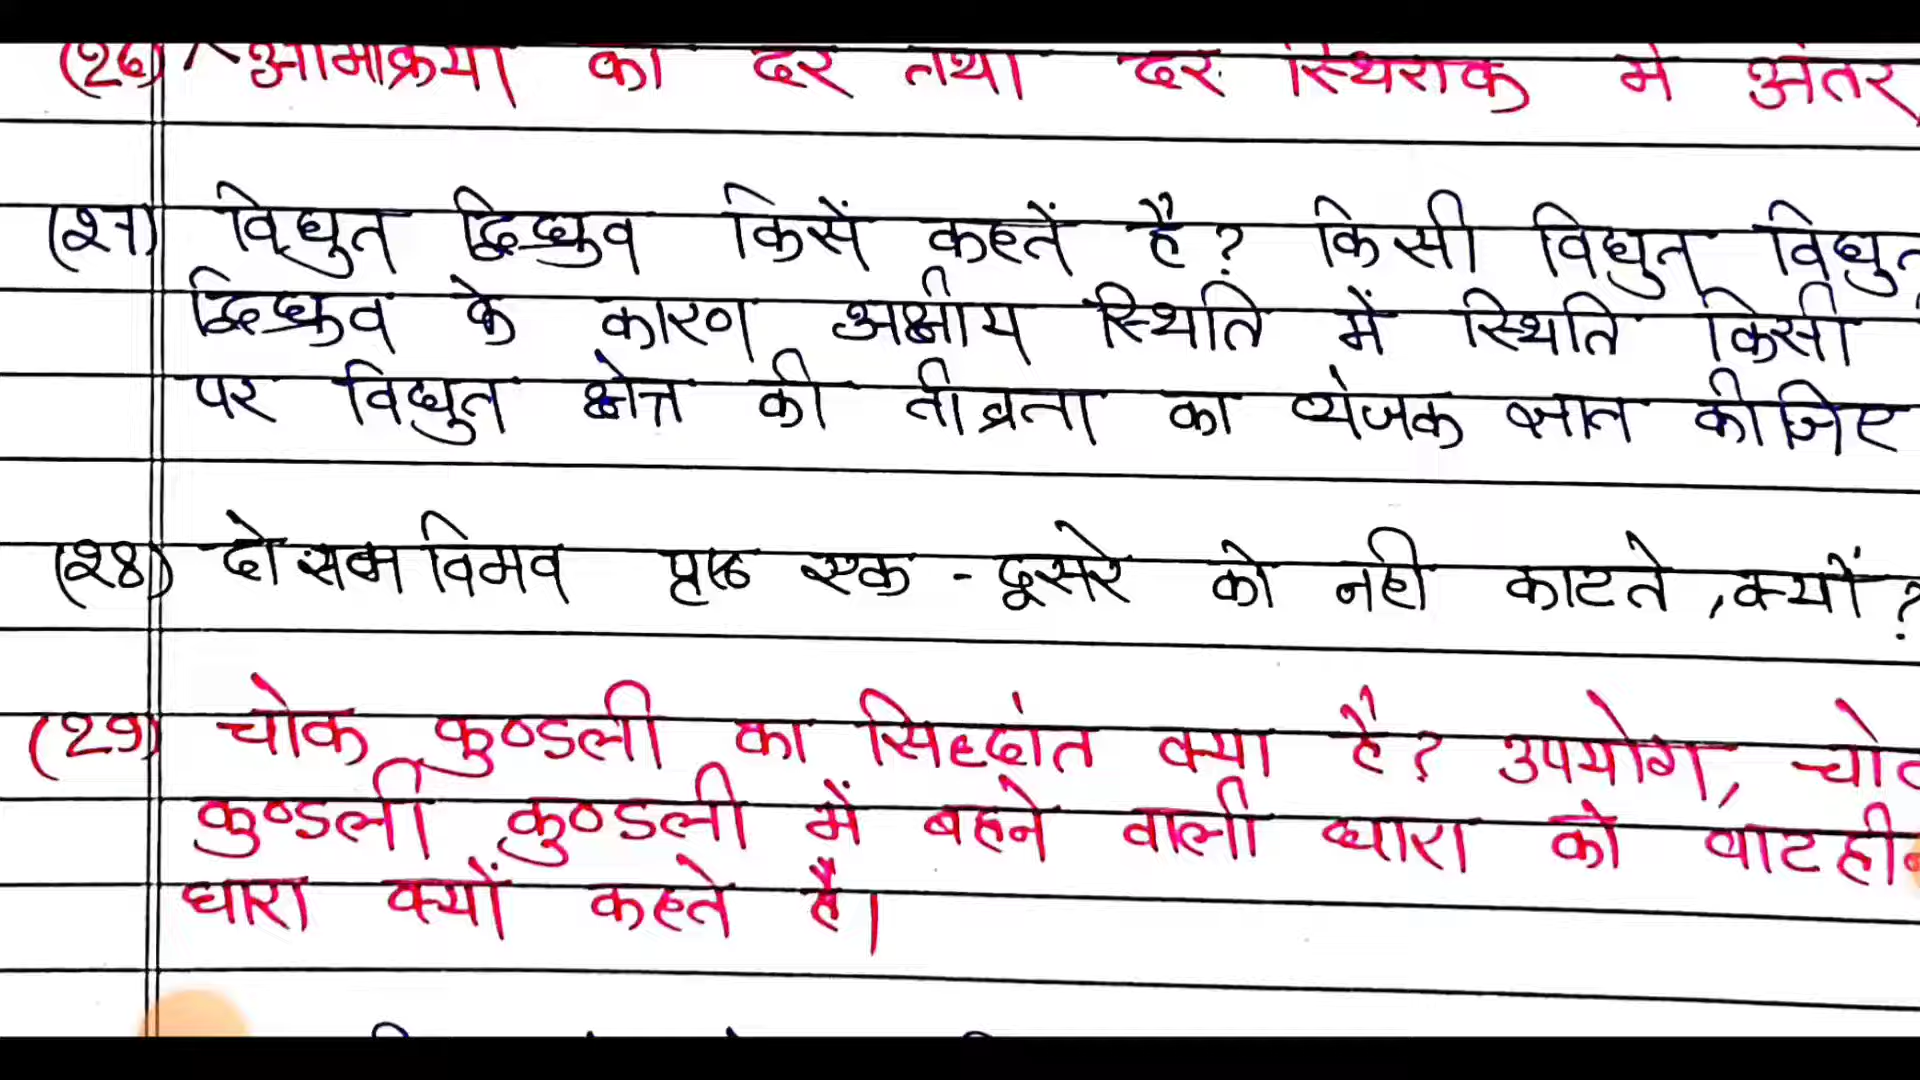 (26) अभिक्रिया की दर तथा दर स्थिरांक में अंतर
(27) विधुत द्विध्रुव किसें कहतें है? किसी विधुत विधुत
द्विध्रुव के कारण अक्षीय स्थिति में स्थिति किसी
पर विधुत क्षेत्र की तीव्रता का व्यंजक ज्ञात कीजिए
(28) दो समविभव पृष्ठ एक - दूसरे को नही काटते, क्यों?
(29) चोक कुण्डली का सिद्दांत क्या है? उपयोग,
कुण्डली कुण्डली में बहने वाली धारा को वाटहीन
धारा क्यों कहते है।